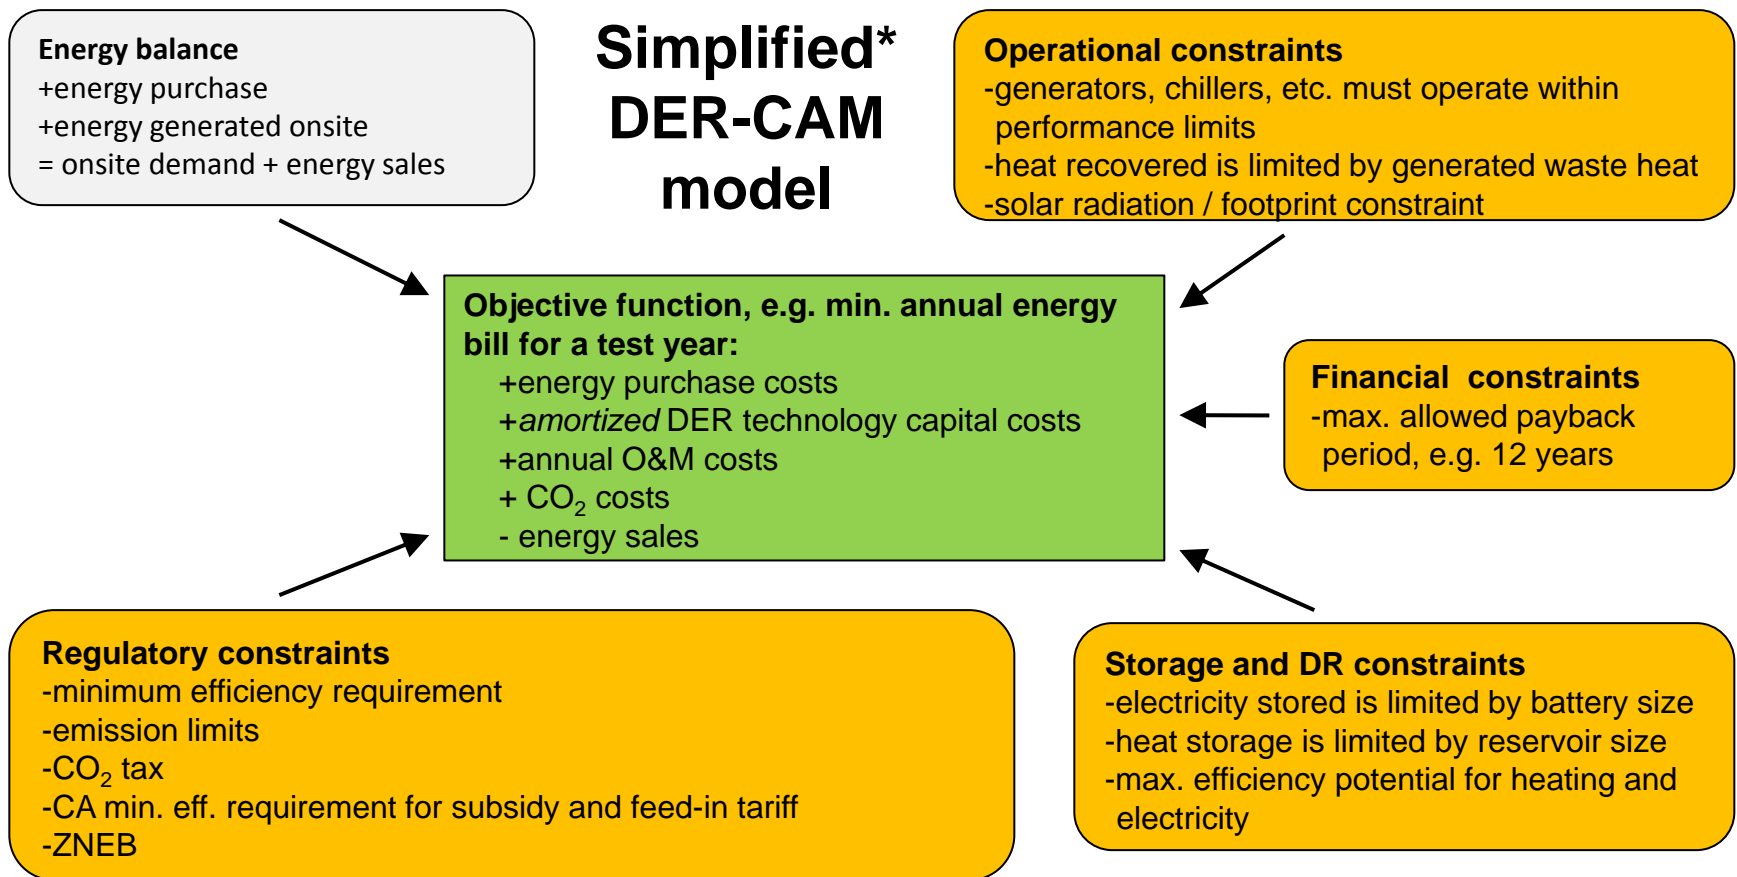 Energy balance
+energy purchase
+energy generated onsite
= onsite demand + energy sales
Simplified*
DER-CAM
model
Operational constraints
-generators, chillers, etc. must operate within
performance limits
-heat recovered is limited by generated waste heat
-solar radiation / footprint constraint
Objective function, e.g. min. annual energy
bill for a test year:
+energy purchase costs
+amortized DER technology capital costs
+annual O&M costs
+ CO₂ costs
- energy sales
Financial constraints
-max. allowed payback
period, e.g. 12 years
Regulatory constraints
-minimum efficiency requirement
-emission limits
-CO₂ tax
-CA min. eff. requirement for subsidy and feed-in tariff
-ZNEB
Storage and DR constraints
-electricity stored is limited by battery size
-heat storage is limited by reservoir size
-max. efficiency potential for heating and
electricity